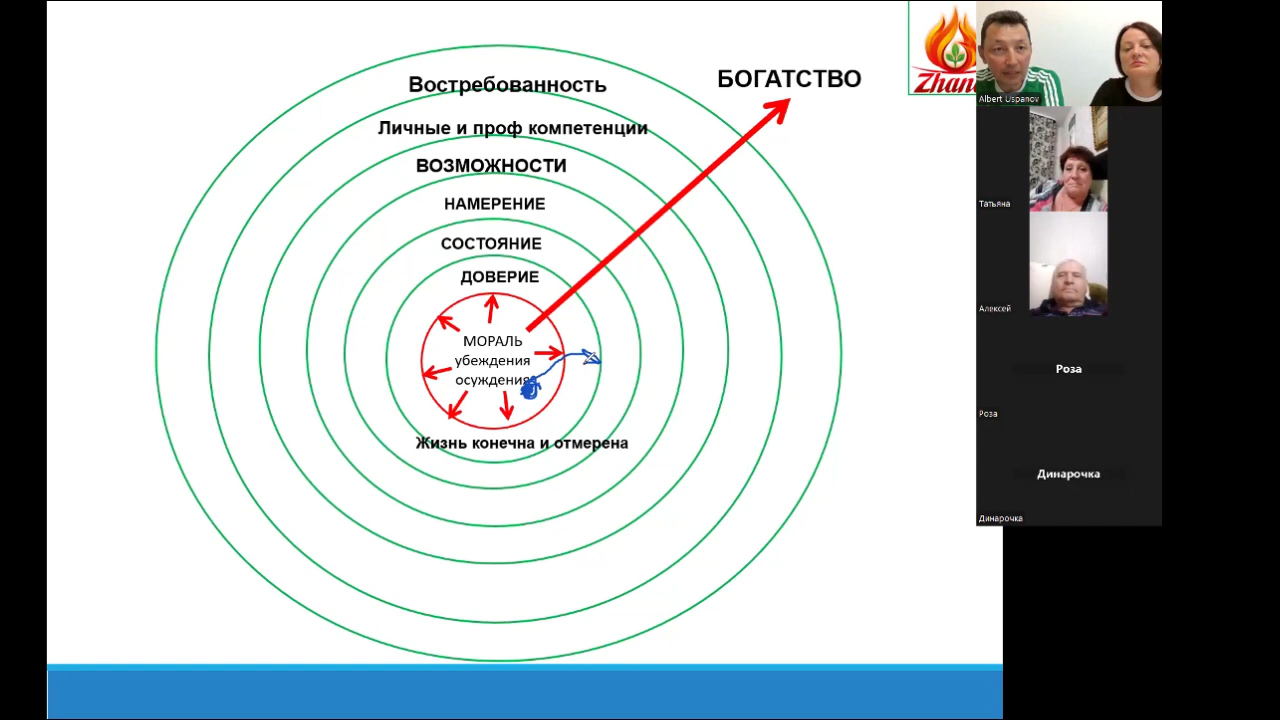 Востребованность
Личные и проф компетенции
ВОЗМОЖНОСТИ
НАМЕРЕНИЕ
СОСТОЯНИЕ
ДОВЕРИЕ
МОРАЛЬ
убеждения
осуждения
Жизнь конечна и отмерена
БОГАТСТВО
Zhan
Albert Uspanov
Татьяна
Алексей
Роза
Роза
Динарочка
Динарочка